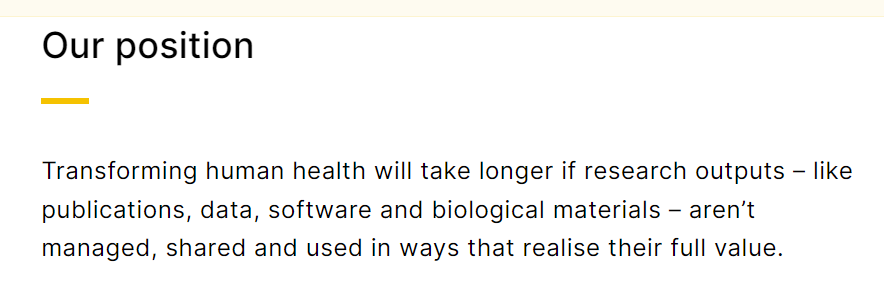 Our position
Transforming human health will take longer if research outputs – like
publications, data, software and biological materials – aren’t
managed, shared and used in ways that realise their full value.